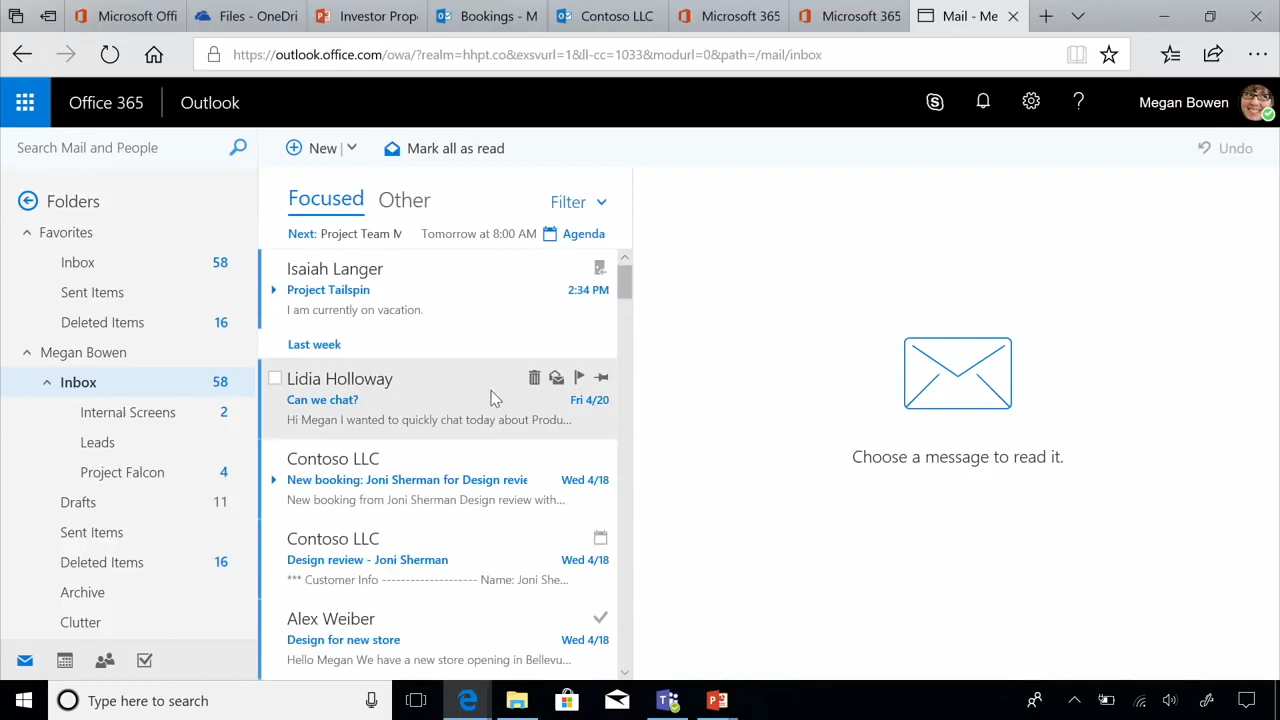 Microsoft Offi
Files - OneDri
Investor Prop
Bookings - M
Contoso LLC
Microsoft 365
Microsoft 365
Mail - Me
https://outlook.office.com/owa/?realm=hhpt.co&exsvurl=1&ll-cc=1033&modurl=0&path=/mail/inbox
Office 365
Outlook
Megan Bowen
Search Mail and People
New
Mark all as read
Undo
Folders
Favorites
Inbox 58
Sent Items
Deleted Items 16
Megan Bowen
Inbox 58
Internal Screens 2
Leads
Project Falcon 4
Drafts 11
Sent Items
Deleted Items 16
Archive
Clutter
Focused Other Filter
Next: Project Team M Tomorrow at 8:00 AM Agenda
Isaiah Langer
Project Tailspin 2:34 PM
I am currently on vacation.
Last week
Lidia Holloway
Can we chat? Fri 4/20
Hi Megan I wanted to quickly chat today about Produ...
Contoso LLC
New booking: Joni Sherman for Design revie Wed 4/18
New booking from Joni Sherman Design review with...
Contoso LLC
Design review - Joni Sherman Wed 4/18
*** Customer Info -------------------- Name: Joni She...
Alex Weiber
Design for new store Wed 4/18
Hello Megan We have a new store opening in Bellevu...
Choose a message to read it.
Type here to search